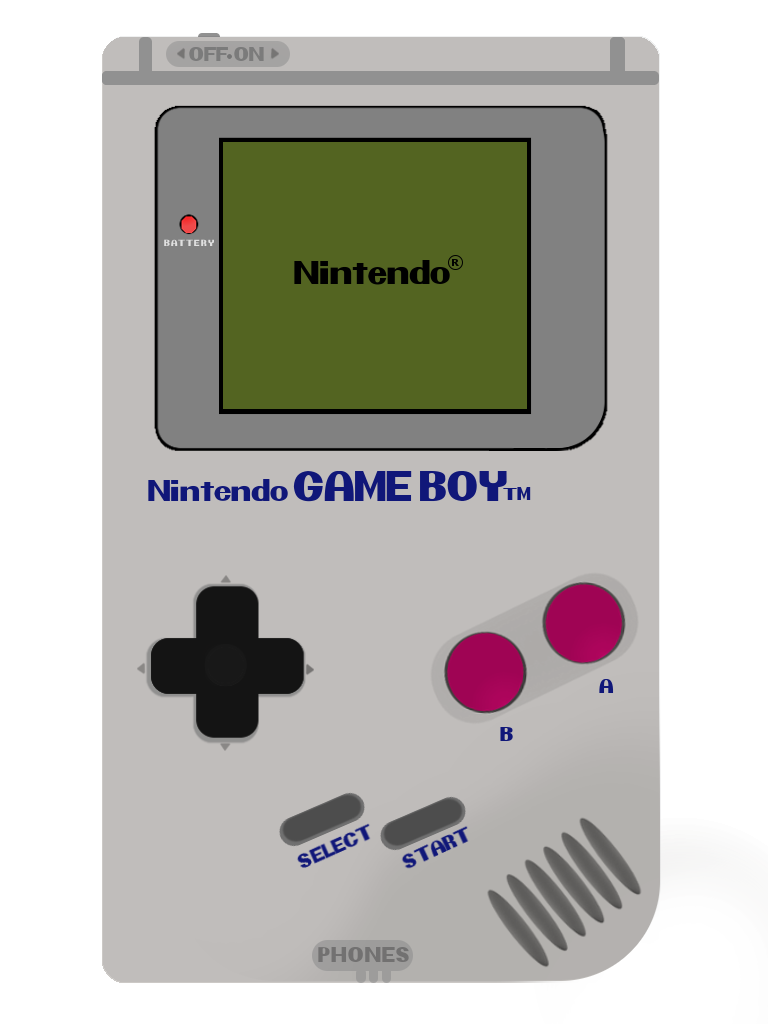 OFF•ON
BATTERY
Nintendo®
Nintendo GAME BOY™
A
B
SELECT START
PHONES